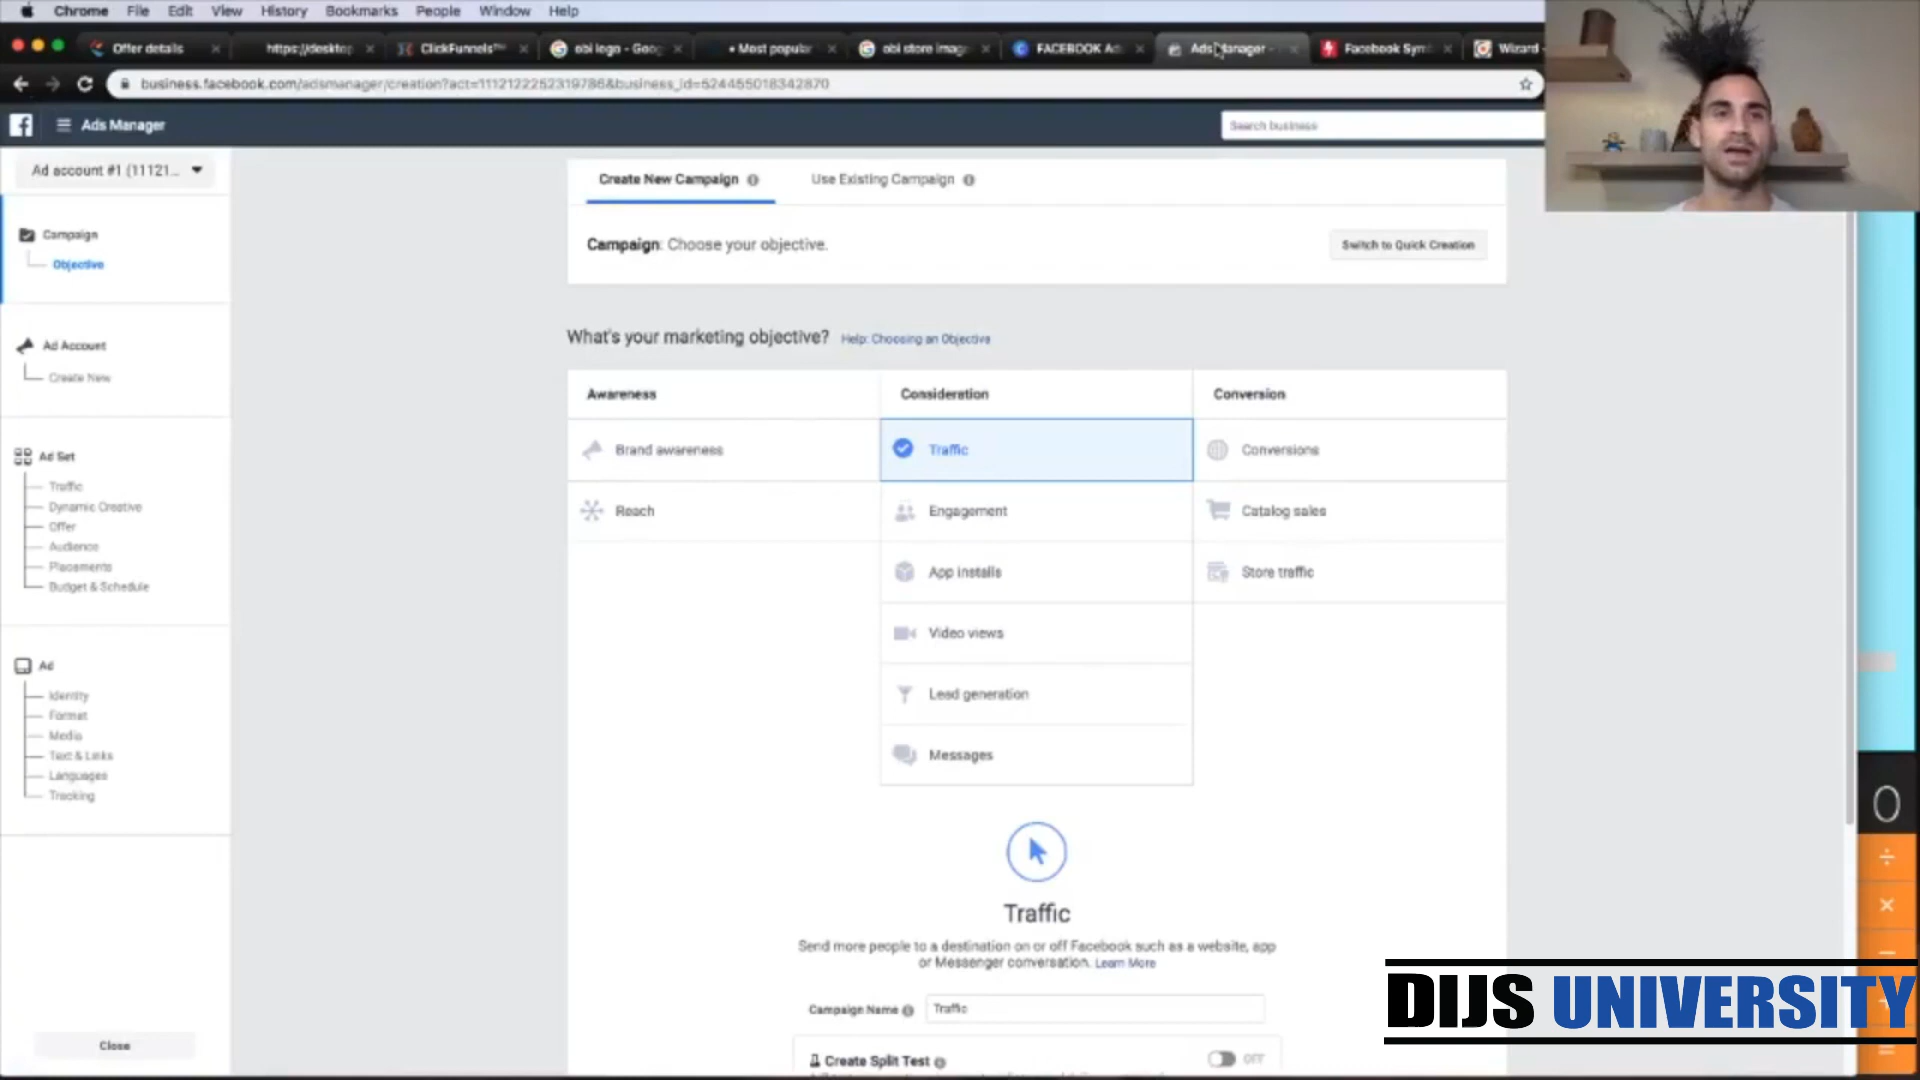 Chrome File Edit View History Bookmarks People Window Help
Offer details
https://desktop
ClickFunnels™
obi logo - Goog
• Most popular
obi store imag
FACEBOOK Ad
Ads Manager -
Facebook Sym
Wizard
business.facebook.com/adsmanager/creation?act=1112122252319786&business_id=524455018342870
Ads Manager
Search business
Ad account #1 (11121...
Create New Campaign
Use Existing Campaign
Campaign: Choose your objective.
Switch to Quick Creation
Campaign
Objective
Ad Account
Create New
Ad Set
Traffic
Dynamic Creative
Offer
Audience
Placements
Budget & Schedule
Ad
Identity
Format
Media
Text & Links
Languages
Tracking
Close
What's your marketing objective? Help: Choosing an Objective
Awareness
Consideration
Conversion
Brand awareness
Traffic
Conversions
Reach
Engagement
Catalog sales
App installs
Store traffic
Video views
Lead generation
Messages
Traffic
Send more people to a destination on or off Facebook such as a website, app
or Messenger conversation. Learn More
Campaign Name
Traffic
Create Split Test
OFF
0
÷
×
−
DIJS UNIVERSITY